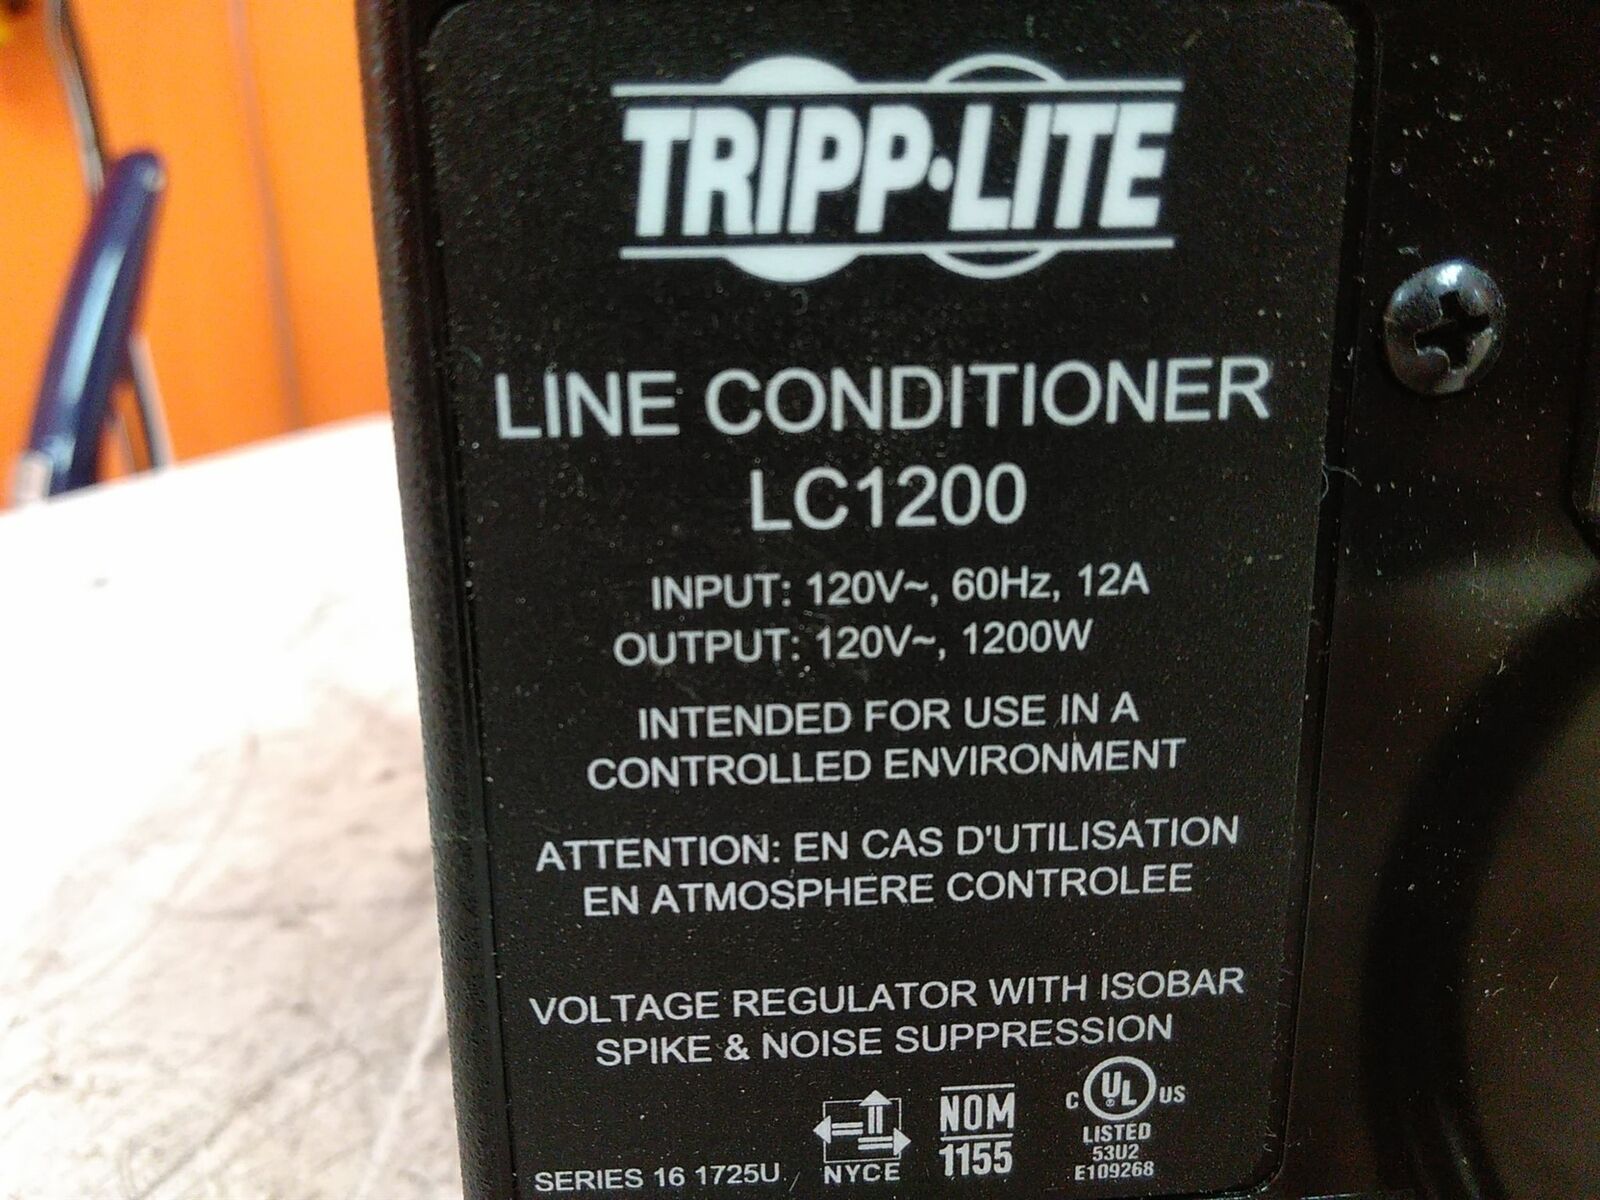 TRIPP·LITE
LINE CONDITIONER
LC1200
INPUT: 120V~, 60Hz, 12A
OUTPUT: 120V~, 1200W
INTENDED FOR USE IN A
CONTROLLED ENVIRONMENT
ATTENTION: EN CAS D'UTILISATION
EN ATMOSPHERE CONTROLEE
VOLTAGE REGULATOR WITH ISOBAR
SPIKE & NOISE SUPPRESSION
SERIES 16 1725U
NYCE
NOM
1155
C UL ® US
LISTED
53U2
E109268